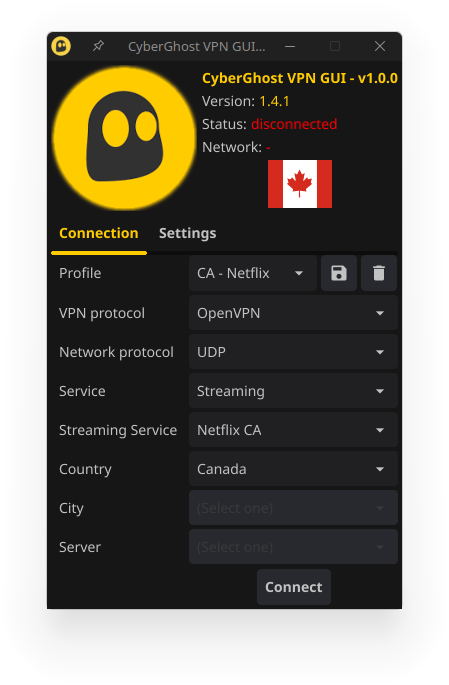 CyberGhost VPN GUI...
CyberGhost VPN GUI - v1.0.0
Version: 1.4.1
Status: disconnected
Network: -
Connection Settings
Profile CA - Netflix
VPN protocol OpenVPN
Network protocol UDP
Service Streaming
Streaming Service Netflix CA
Country Canada
City (Select one)
Server (Select one)
Connect